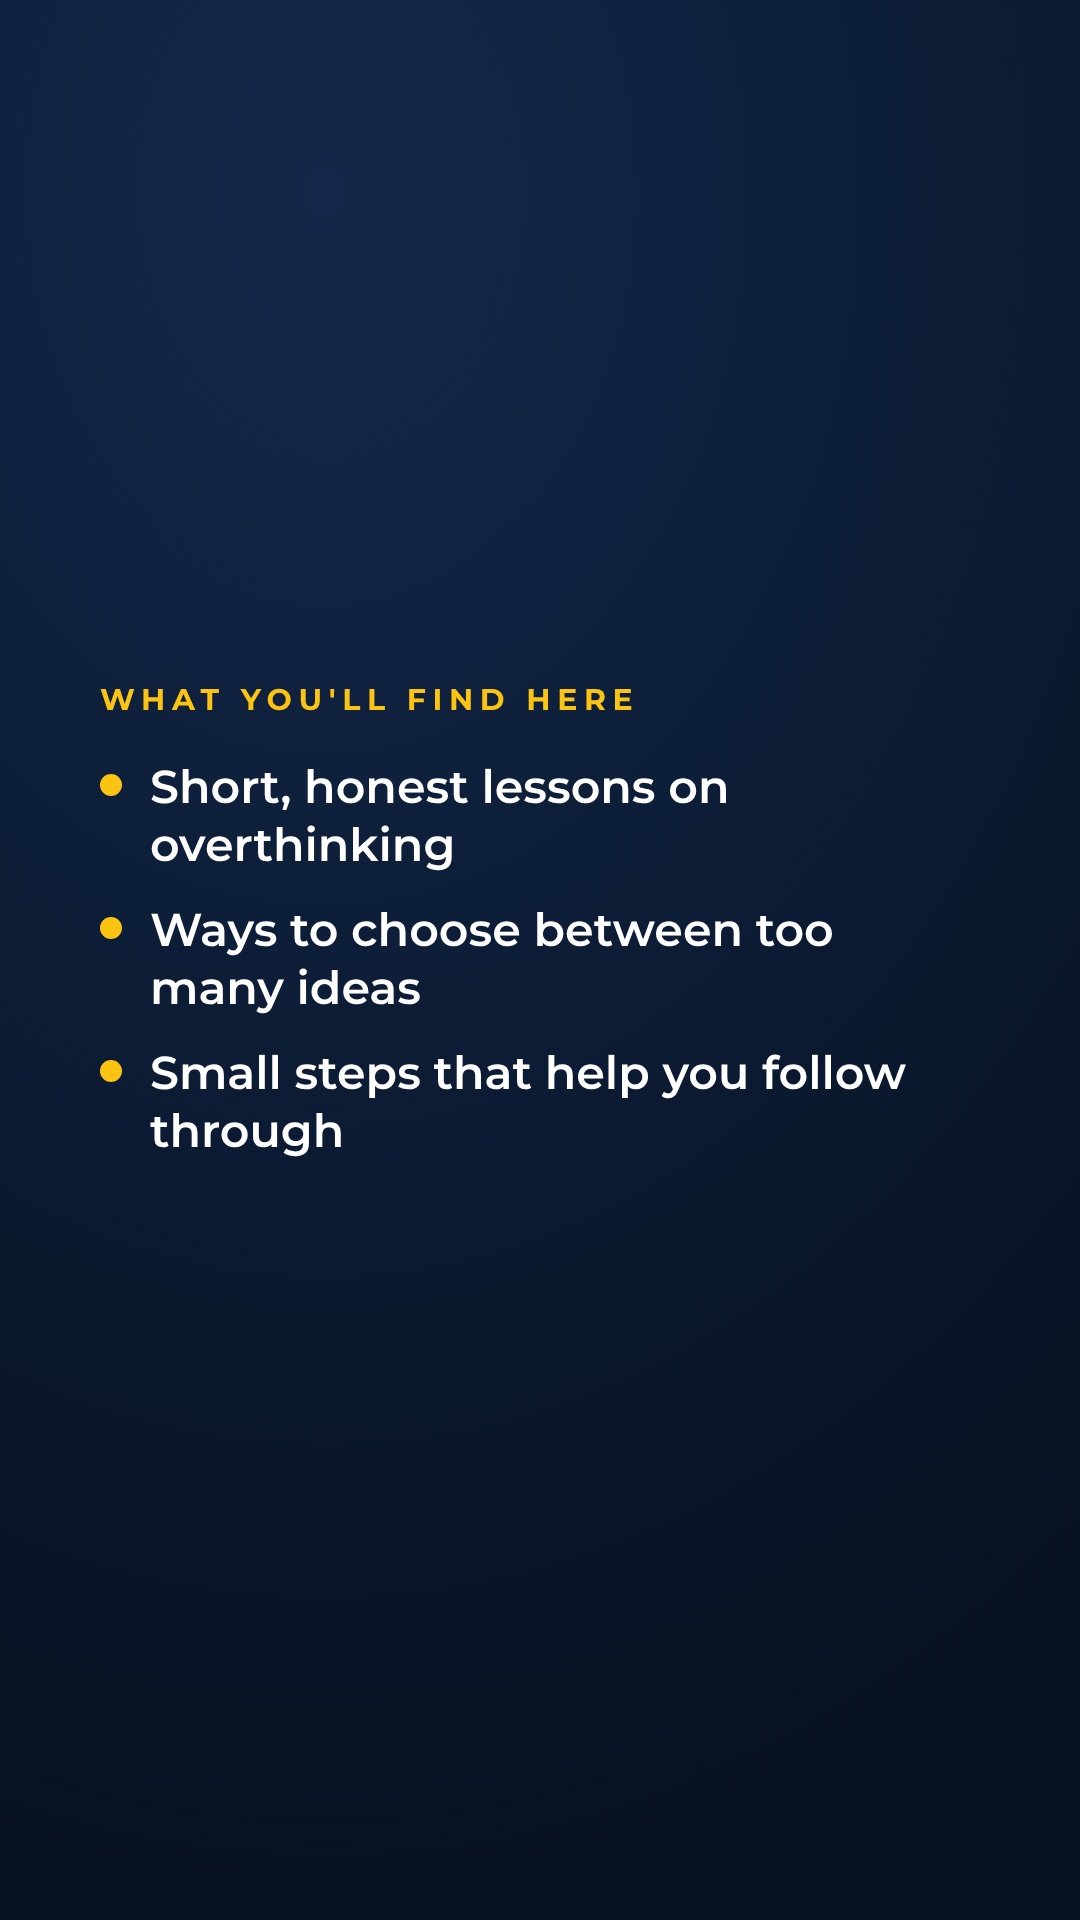 WHAT YOU'LL FIND HERE
Short, honest lessons on
overthinking
Ways to choose between too
many ideas
Small steps that help you follow
through